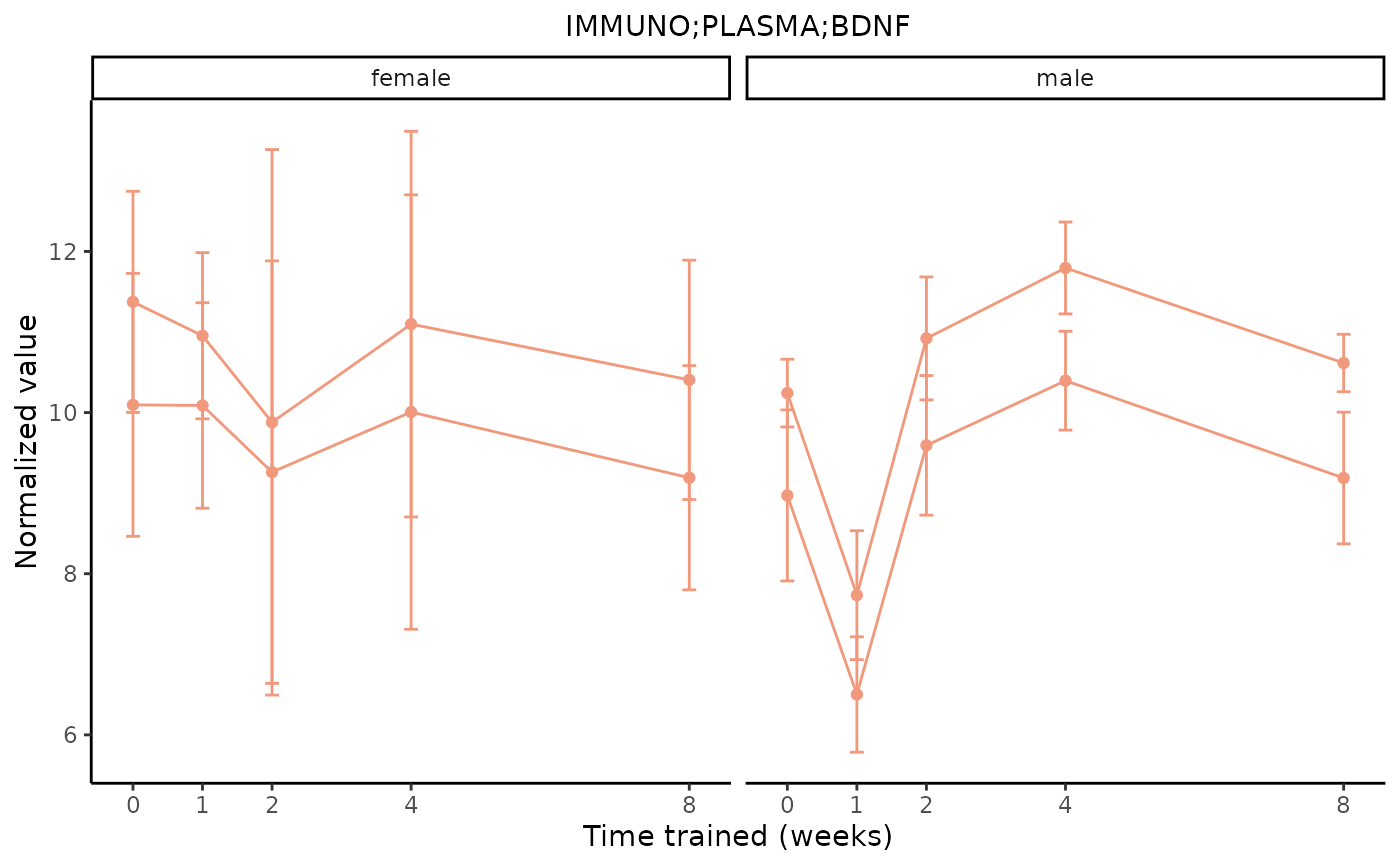 IMMUNO;PLASMA;BDNF
female
male
Normalized value
12
10
8
6
0 1 2 4 8
0 1 2 4 8
Time trained (weeks)